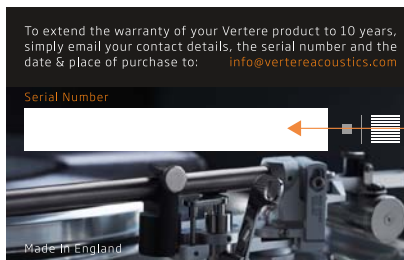 To extend the warranty of your Vertere product to 10 years,
simply email your contact details, the serial number and the
date & place of purchase to: info@vertereacoustics.com
Serial Number
Made in England